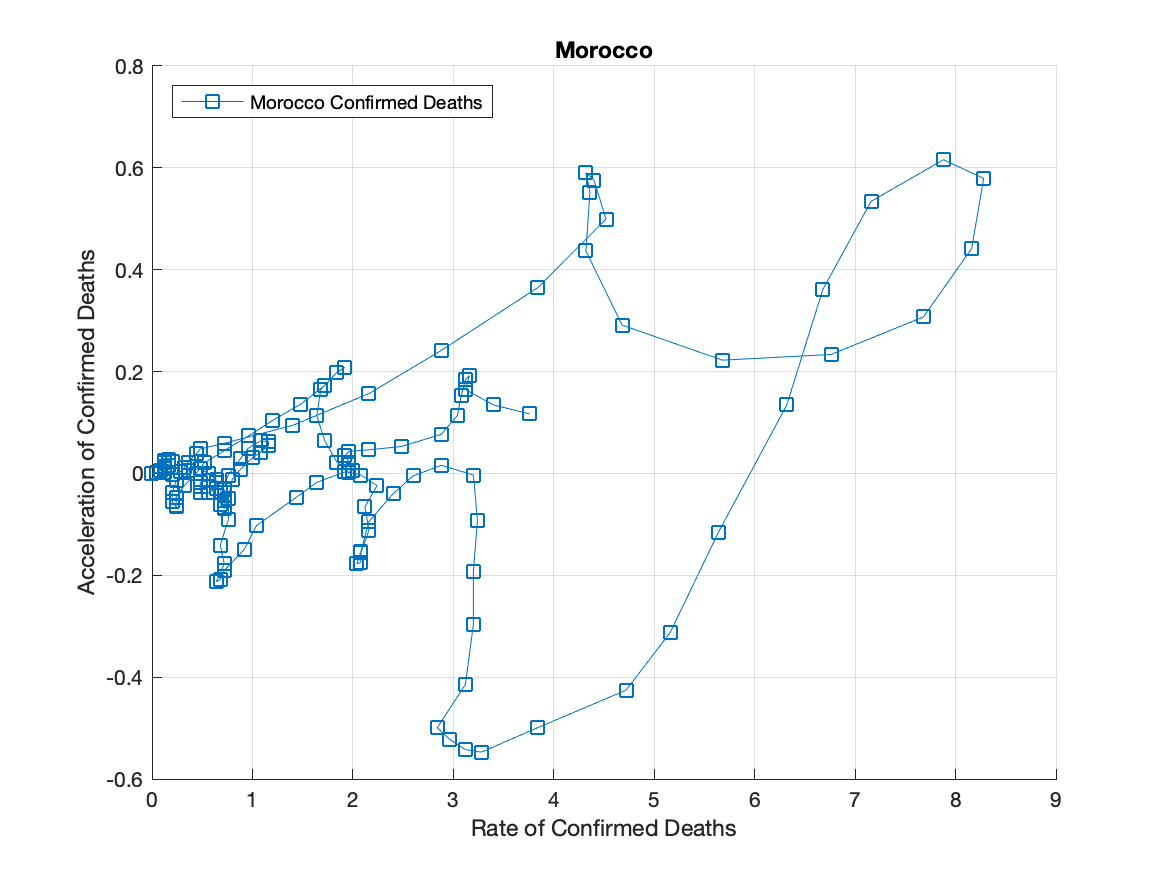 Morocco
Morocco Confirmed Deaths
0.8
0.6
0.4
0.2
0
-0.2
-0.4
-0.6
Acceleration of Confirmed Deaths
0 1 2 3 4 5 6 7 8 9
Rate of Confirmed Deaths